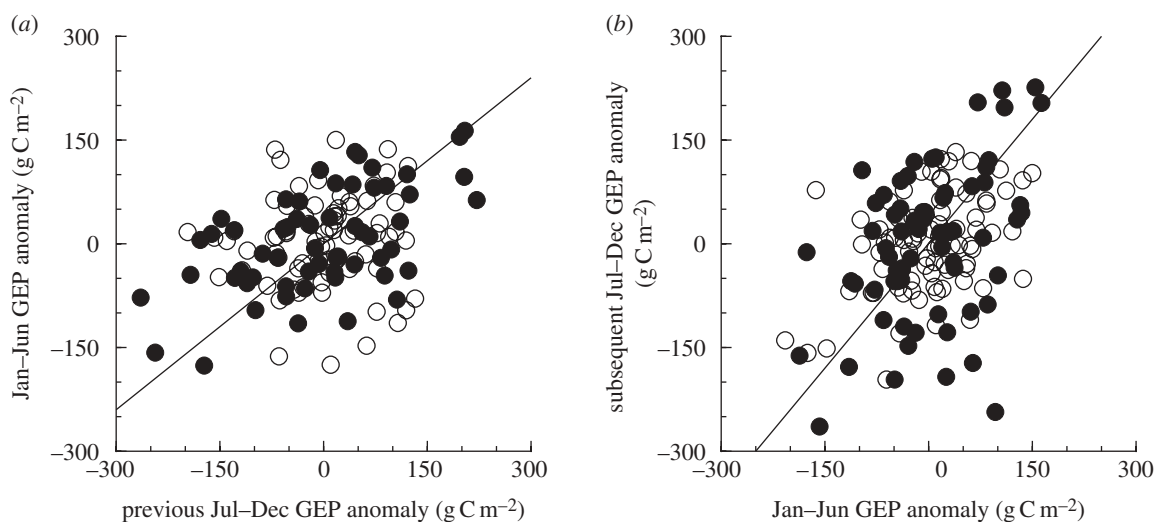 (a)
300
150
0
−150
−300
−300 −150 0 150 300
Jan–Jun GEP anomaly (g C m−2)
previous Jul–Dec GEP anomaly (g C m−2)
(b)
300
150
0
−150
−300
−300 −150 0 150 300
subsequent Jul–Dec GEP anomaly
(g C m−2)
Jan–Jun GEP anomaly (g C m−2)